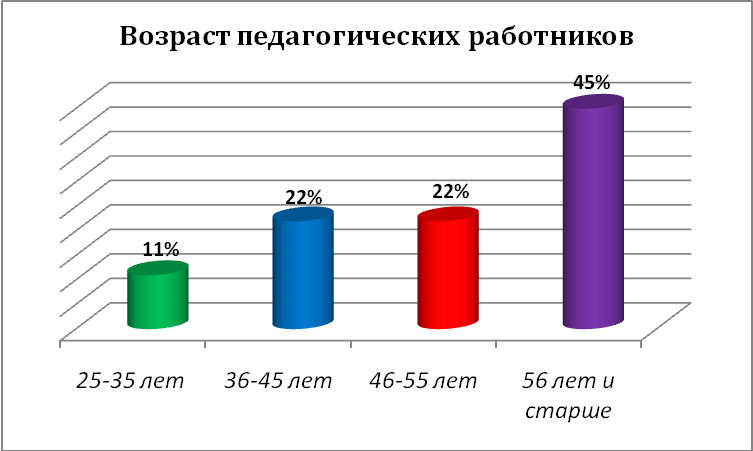 Возраст педагогических работников
45%
22%
22%
11%
25-35 лет
36-45 лет
46-55 лет
56 лет и
старше